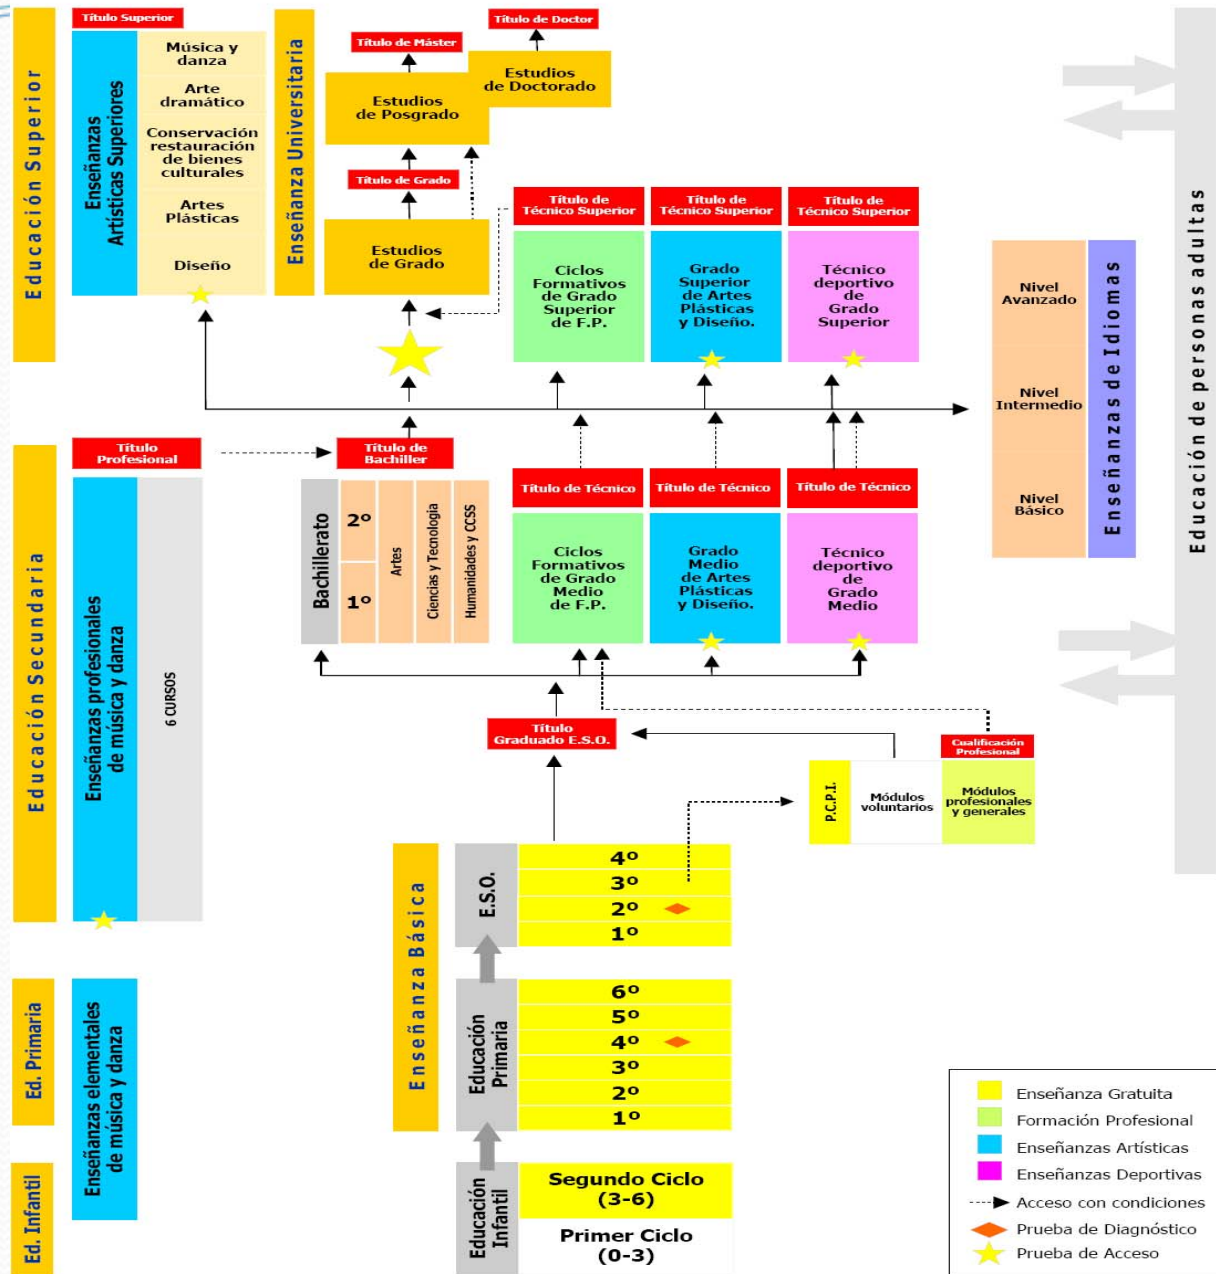 Título Superior
Educación Superior
Enseñanzas
Artísticas Superiores
Música y
danza
Arte
dramático
Conservación
restauración
de bienes
culturales
Artes
Plásticas
Diseño
Enseñanza Universitaria
Título de Máster
Título de Doctor
Estudios
de Posgrado
Estudios
de Doctorado
Título de Grado
Estudios
de Grado
Título de
Técnico Superior
Título de
Técnico Superior
Título de
Técnico Superior
Ciclos
Formativos
de Grado
Superior
de F.P.
Grado
Superior
de Artes
Plásticas
y Diseño.
Técnico
deportivo
de
Grado
Superior
Nivel
Avanzado
Nivel
Intermedio
Nivel
Básico
Enseñanzas de Idiomas
Educación de personas adultas
Educación Secundaria
Título
Profesional
Enseñanzas profesionales
de música y danza
6 CURSOS
Título de
Bachiller
Bachillerato
2º
1º
Artes
Ciencias y Tecnología
Humanidades y CCSS
Título de Técnico
Título de Técnico
Título de Técnico
Ciclos
Formativos
de Grado
Medio
de F.P.
Grado
Medio
de Artes
Plásticas
y Diseño.
Técnico
deportivo
de
Grado
Medio
Título
Graduado E.S.O.
Cualificación
Profesional
P.C.P.I.
Módulos
voluntarios
Módulos
profesionales
y generales
Enseñanza Básica
E.S.O.
4º
3º
2º
1º
Ed. Primaria
Enseñanzas elementales
de música y danza
Educación
Primaria
6º
5º
4º
3º
2º
1º
Ed. Infantil
Educación
Infantil
Segundo Ciclo
(3-6)
Primer Ciclo
(0-3)
Enseñanza Gratuita
Formación Profesional
Enseñanzas Artísticas
Enseñanzas Deportivas
Acceso con condiciones
Prueba de Diagnóstico
Prueba de Acceso